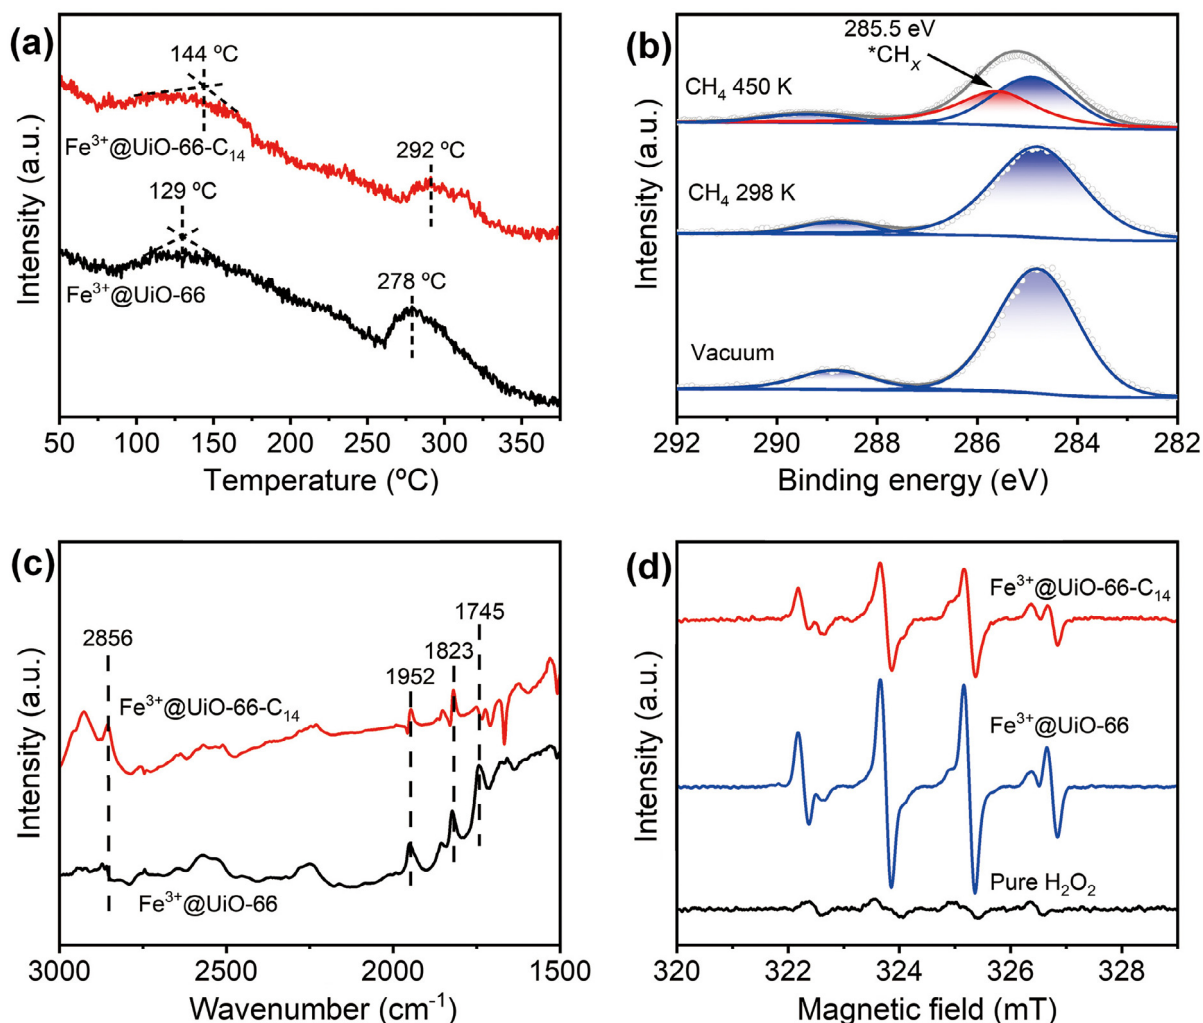 (a)
144 ºC
Fe³⁺@UiO-66-C₁₄
292 ºC
129 ºC
Fe³⁺@UiO-66
278 ºC
Intensity (a.u.)
50 100 150 200 250 300 350
Temperature (ºC)
(b)
285.5 eV
*CHₓ
CH₄ 450 K
CH₄ 298 K
Vacuum
Intensity (a.u.)
292 290 288 286 284 282
Binding energy (eV)
(c)
2856
1952
1823
1745
Fe³⁺@UiO-66-C₁₄
Fe³⁺@UiO-66
Intensity (a.u.)
3000 2500 2000 1500
Wavenumber (cm⁻¹)
(d)
Fe³⁺@UiO-66-C₁₄
Fe³⁺@UiO-66
Pure H₂O₂
Intensity (a.u.)
320 322 324 326 328
Magnetic field (mT)